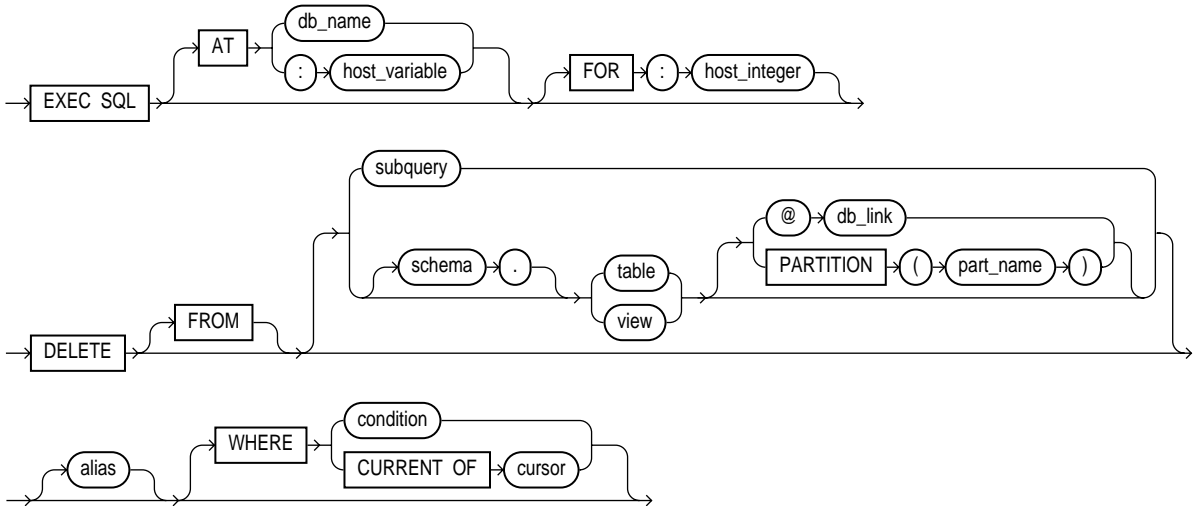 db_name
AT
: host_variable
FOR : host_integer
EXEC SQL
subquery
@ db_link
schema . table PARTITION ( part_name )
view
FROM
DELETE
condition
WHERE
alias CURRENT OF cursor